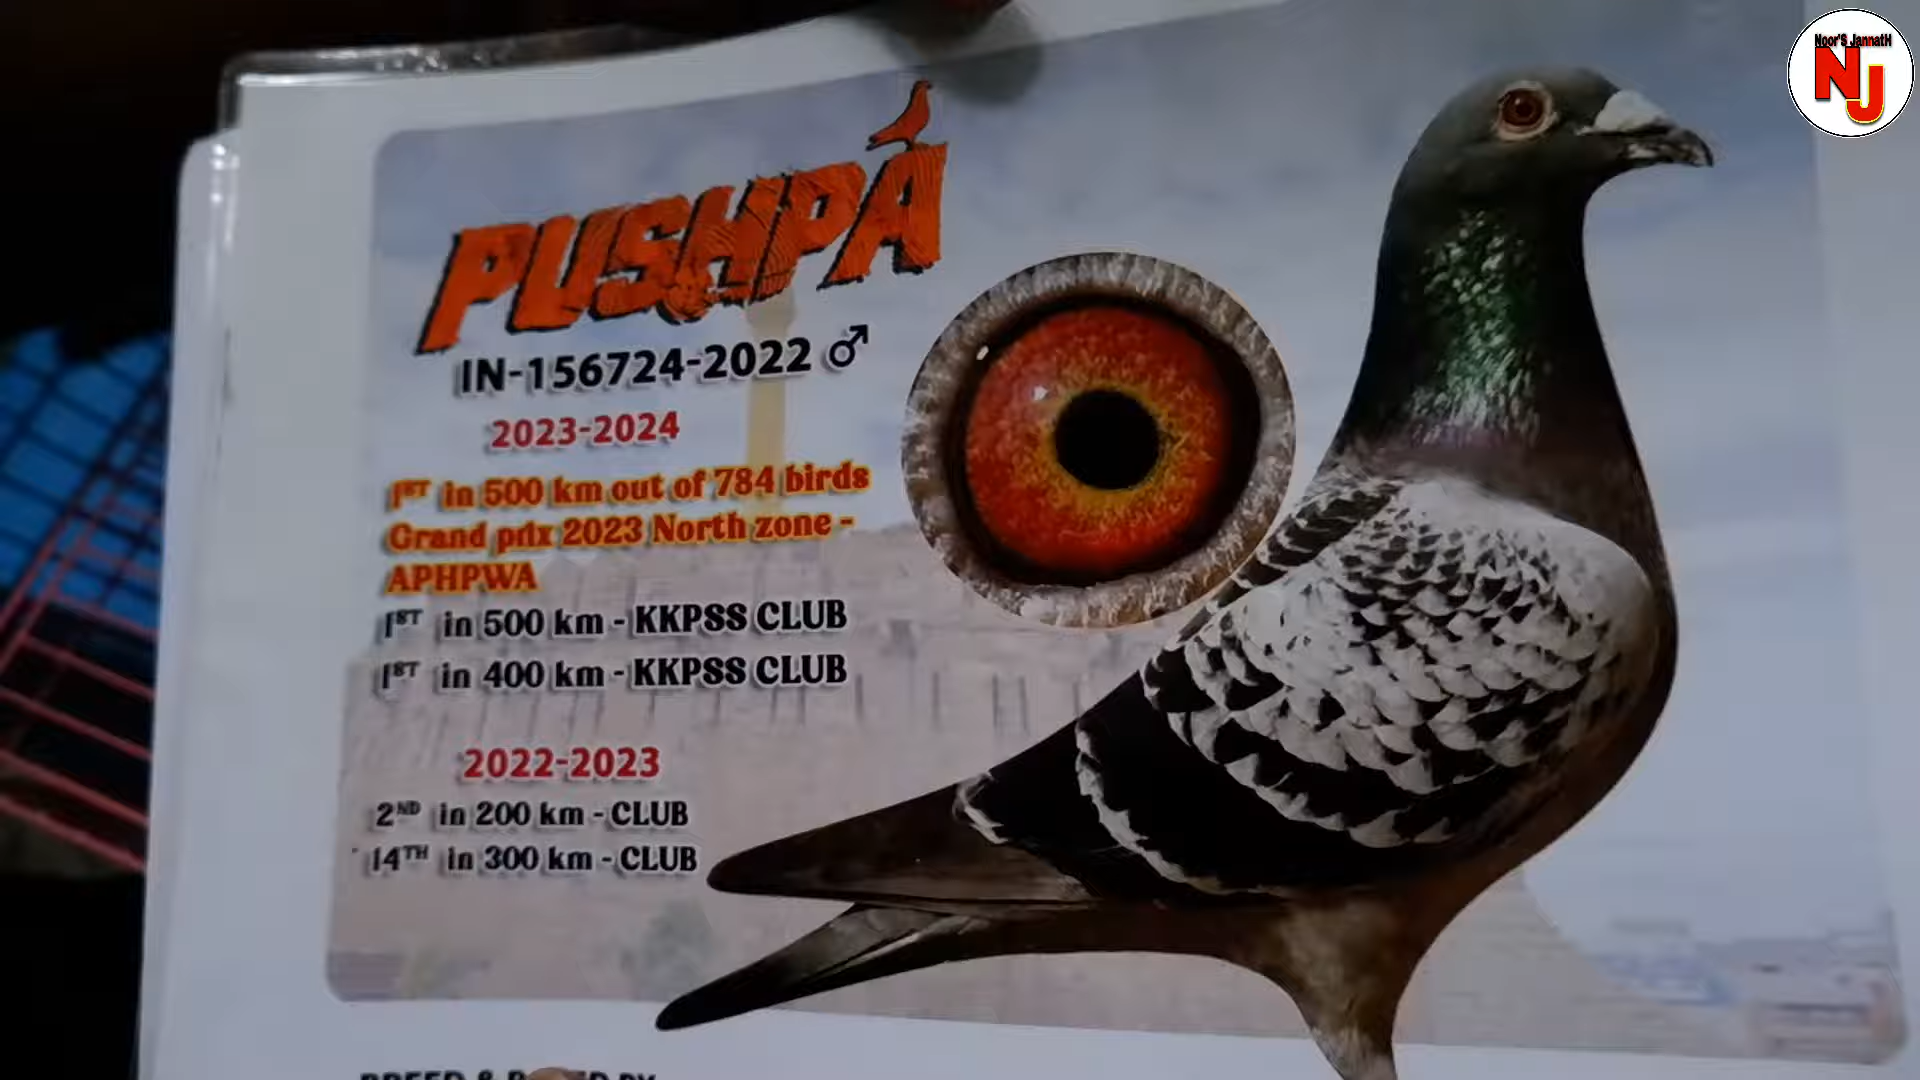 Noor'S JannatH
NJ
PUSHPA
IN-156724-2022 ♂
2023-2024
1ST in 500 km out of 784 birds
Grand prix 2023 North zone -
APHPWA
1ST in 500 km - KKPSS CLUB
1ST in 400 km - KKPSS CLUB
2022-2023
2ND in 200 km - CLUB
14TH in 300 km - CLUB